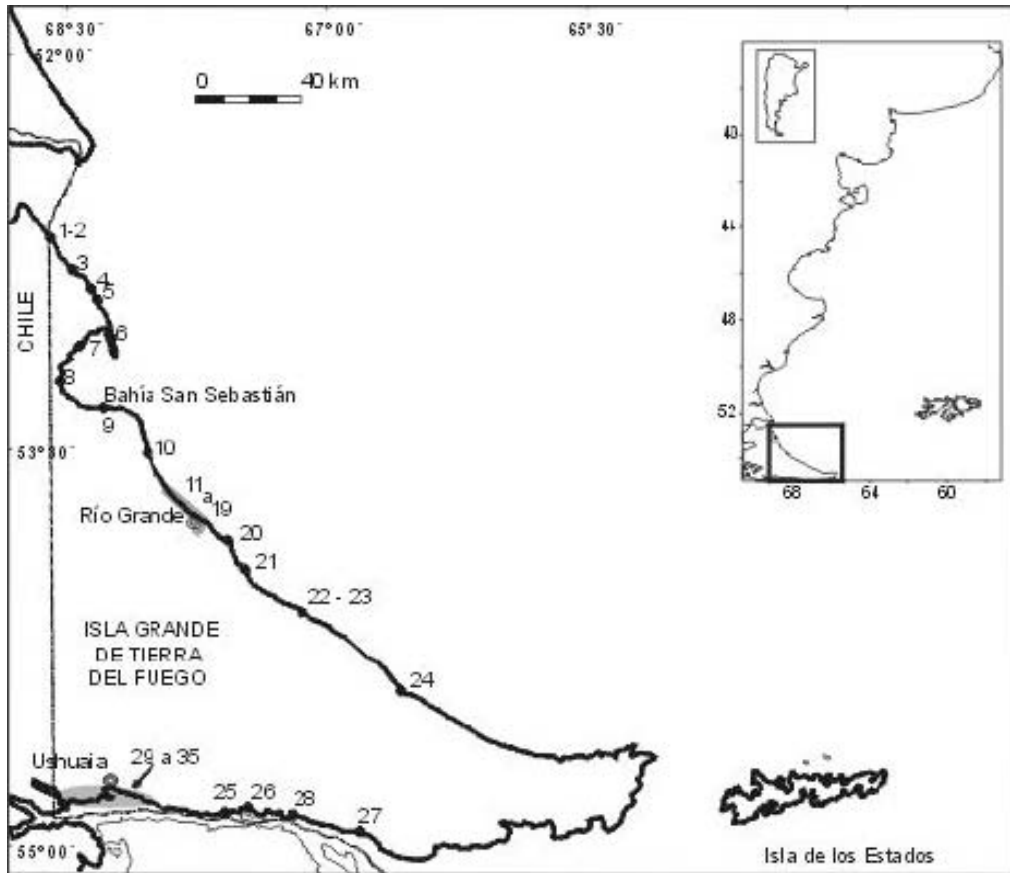 68°30´
67°00´
65°30´
52°00´
0
40 km
1-2
3
4
5
CHILE
6
7
8
Bahía San Sebastián
9
53°30´
10
11
a
19
Río Grande
20
21
22 - 23
ISLA GRANDE
DE TIERRA
DEL FUEGO
24
Ushuaia
29 a 35
25
26
28
27
55°00´
Isla de los Estados
40
44
48
52
68
64
60